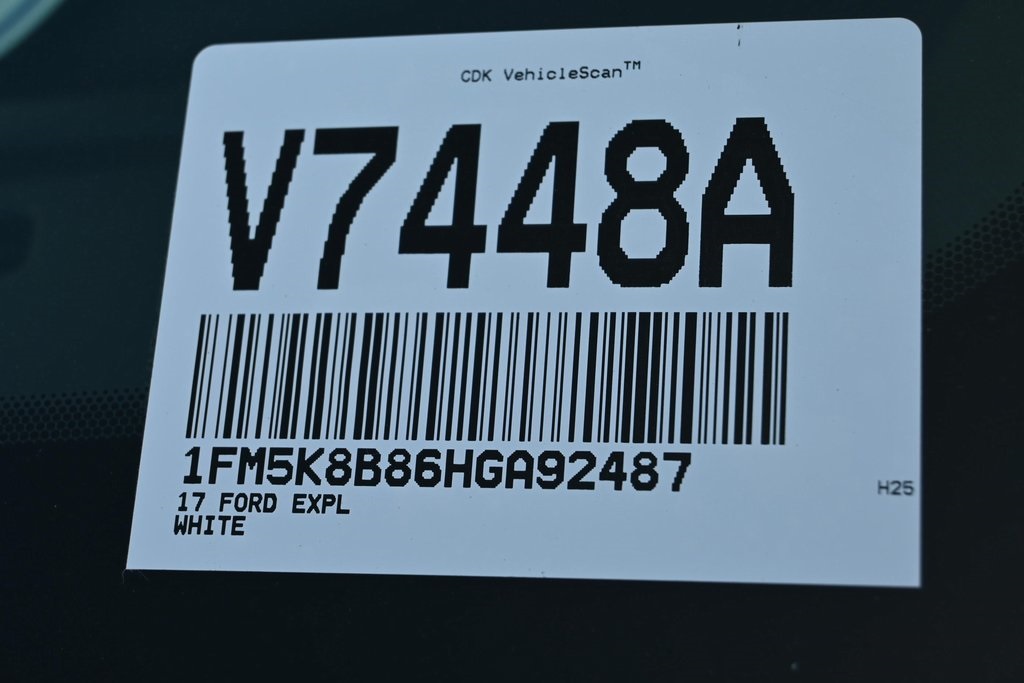 CDK VehicleScan™
V7448A
1FM5K8B86HGA92487
H25
17 FORD EXPL
WHITE